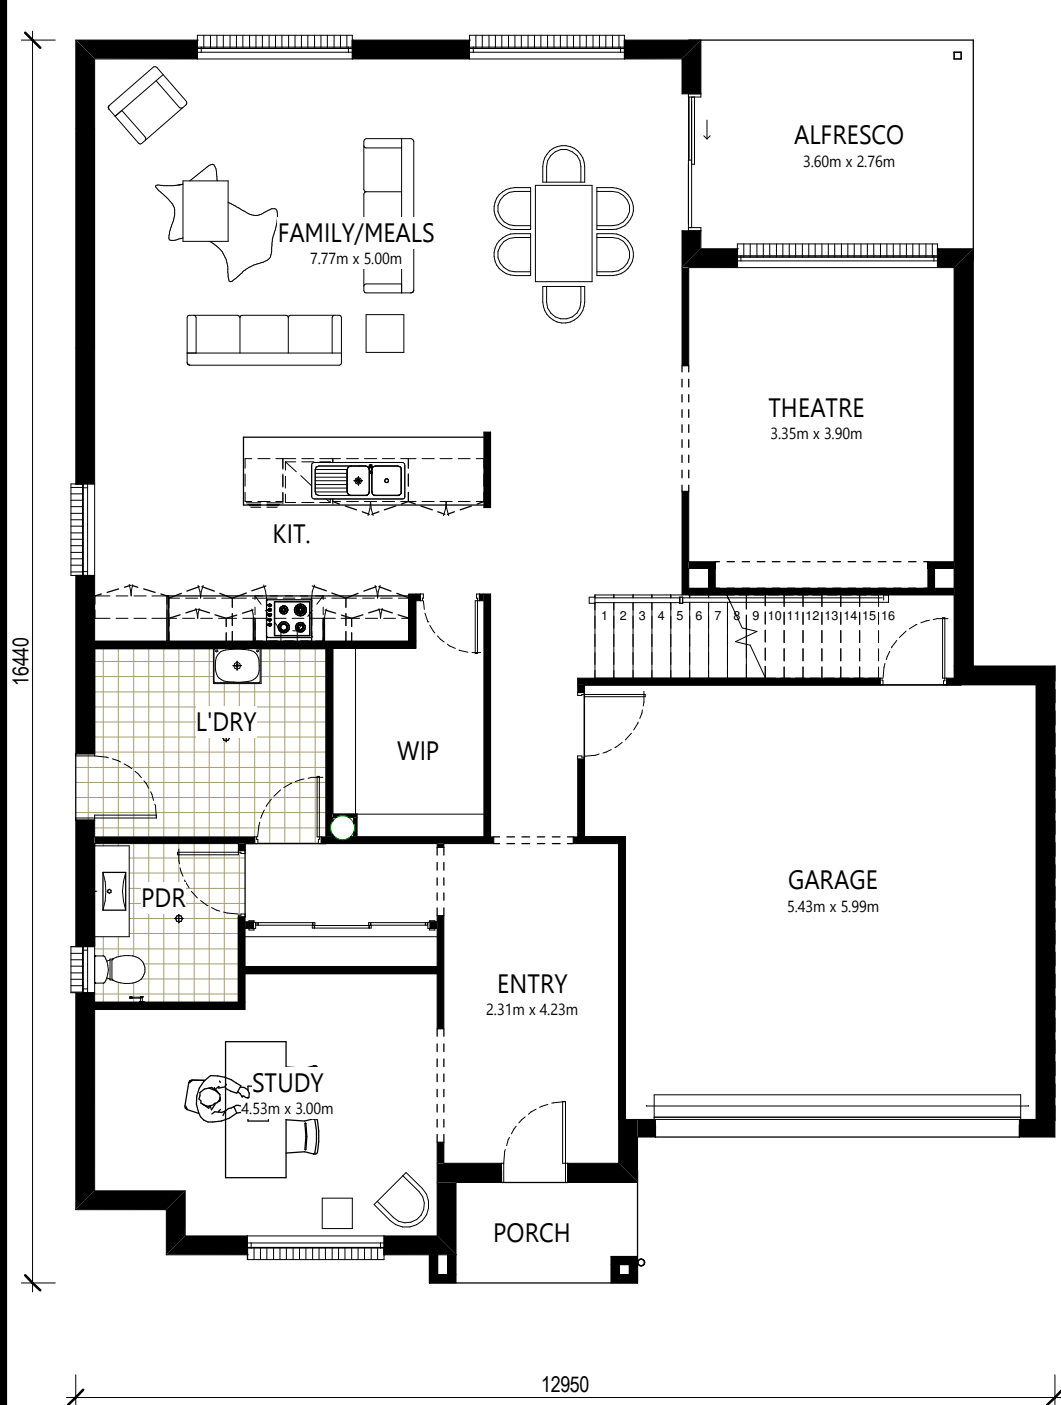 ALFRESCO
3.60m x 2.76m
FAMILY/MEALS
7.77m x 5.00m
THEATRE
3.35m x 3.90m
KIT.
1 2 3 4 5 6 7 8 9 10 11 12 13 14 15 16
16440
L'DRY
WIP
PDR
GARAGE
5.43m x 5.99m
ENTRY
2.31m x 4.23m
STUDY
4.53m x 3.00m
PORCH
12950